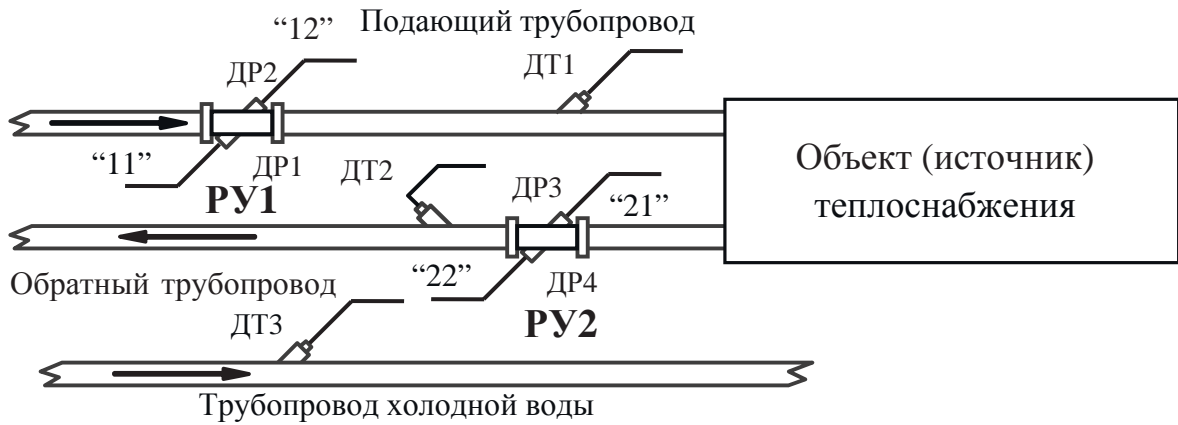 “12” Подающий трубопровод
ДР2 ДТ1
“11” ДР1
РУ1
ДТ2 ДР3 “21”
Объект (источник)
теплоснабжения
“22” ДР4
РУ2
Обратный трубопровод
ДТ3
Трубопровод холодной воды